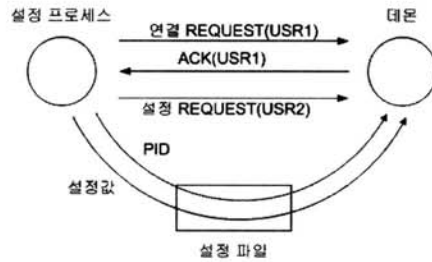 설정 프로세스
데몬
연결 REQUEST(USR1)
ACK(USR1)
설정 REQUEST(USR2)
PID
설정값
설정 파일